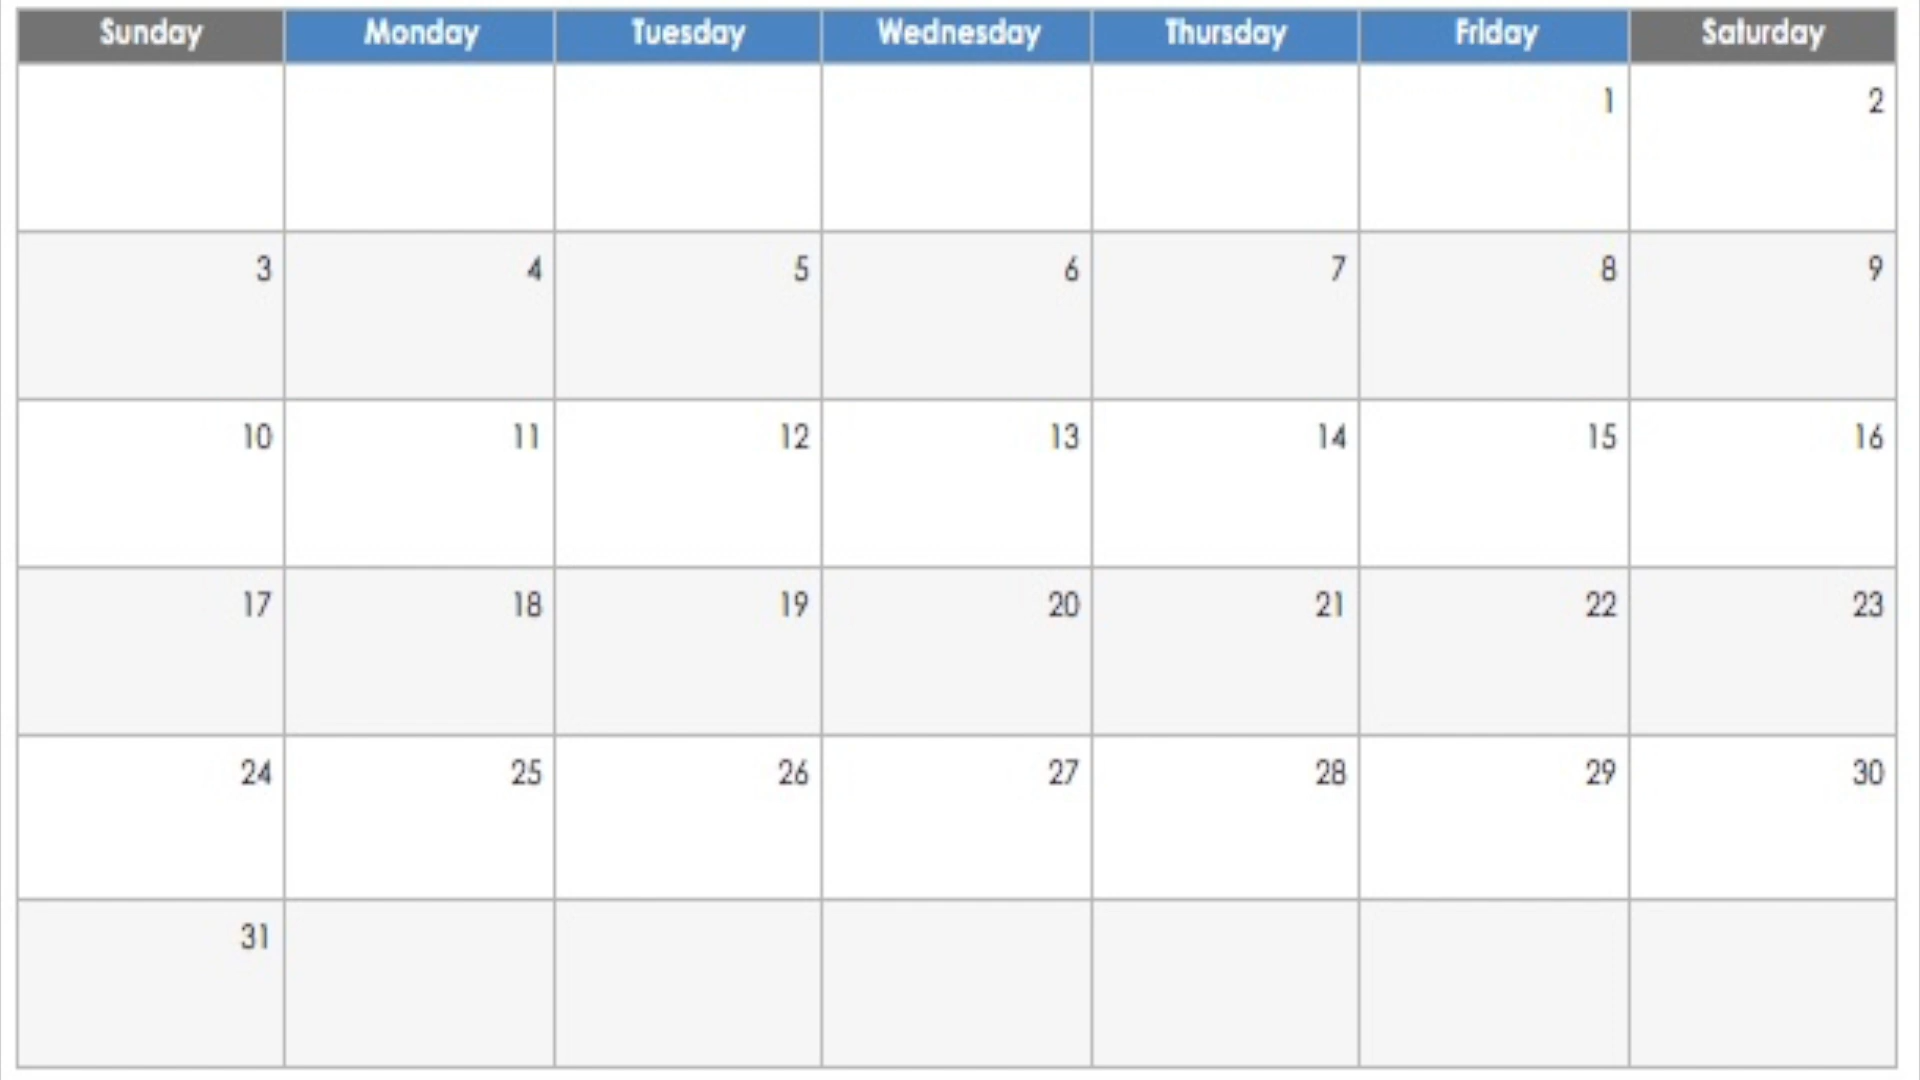 Sunday Monday Tuesday Wednesday Thursday Friday Saturday
1 2
3 4 5 6 7 8 9
10 11 12 13 14 15 16
17 18 19 20 21 22 23
24 25 26 27 28 29 30
31